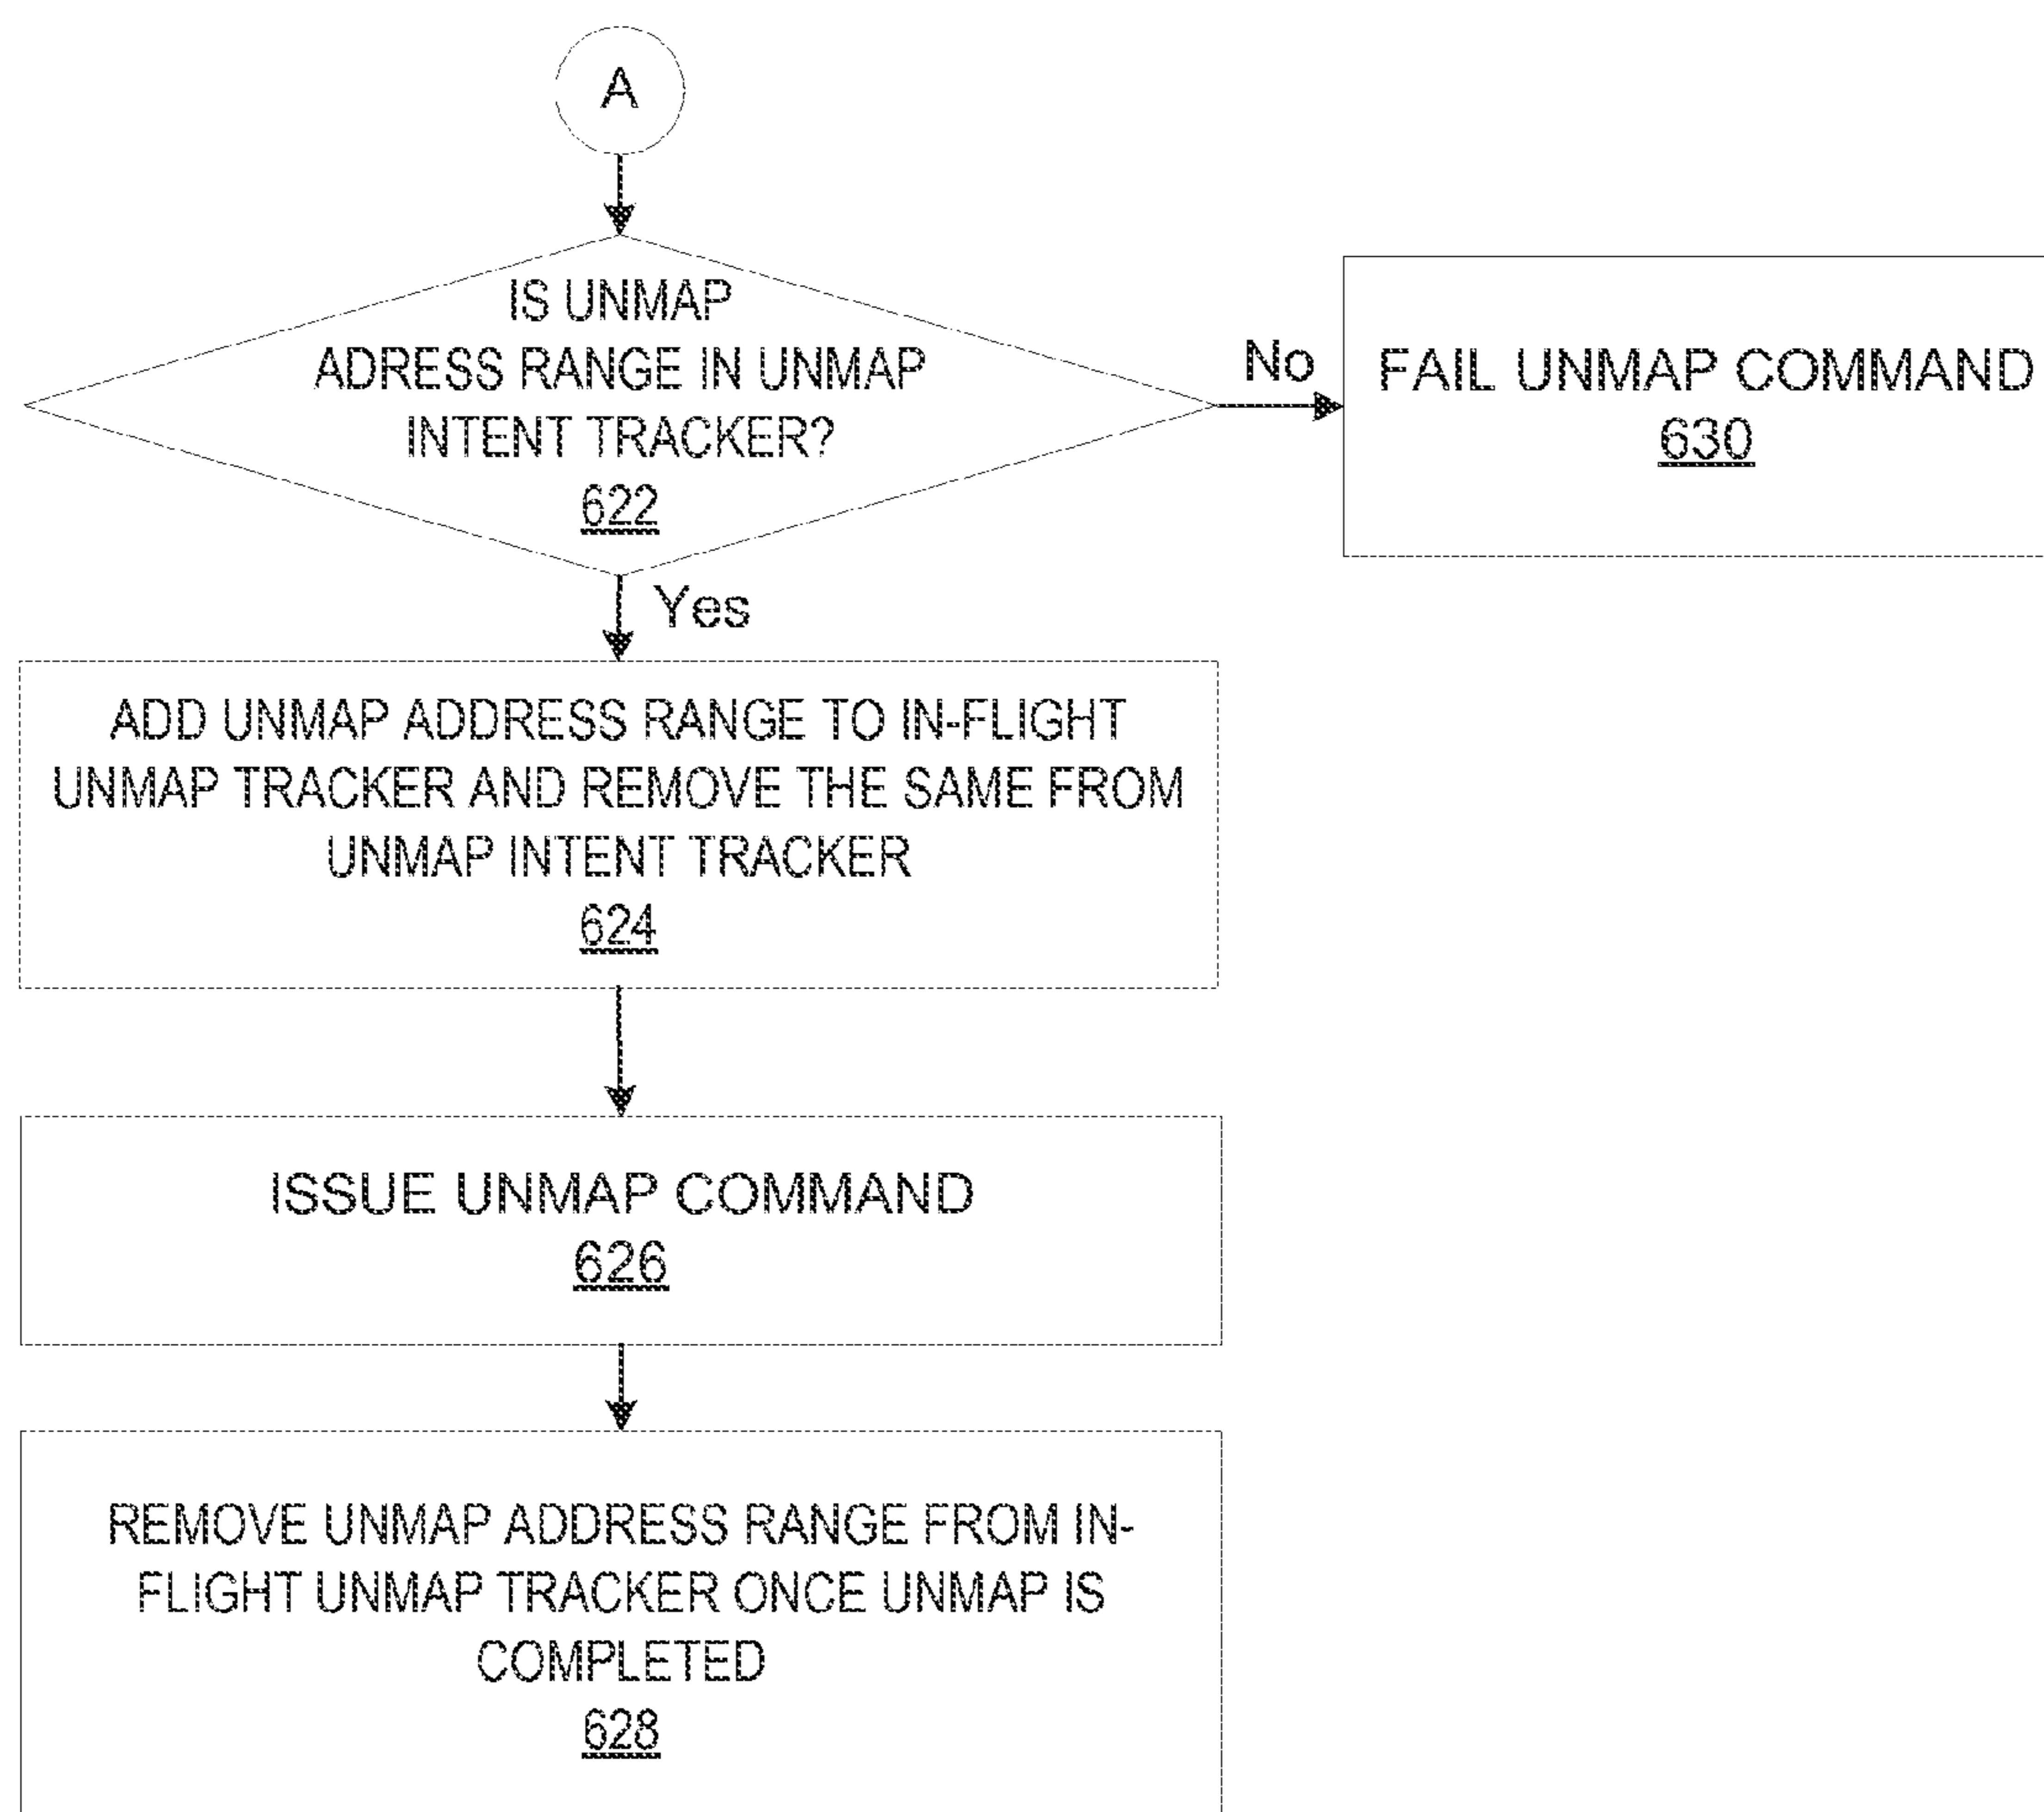 A
IS UNMAP
ADRESS RANGE IN UNMAP
INTENT TRACKER?
622
No
FAIL UNMAP COMMAND
630
Yes
ADD UNMAP ADDRESS RANGE TO IN-FLIGHT
UNMAP TRACKER AND REMOVE THE SAME FROM
UNMAP INTENT TRACKER
624
ISSUE UNMAP COMMAND
626
REMOVE UNMAP ADDRESS RANGE FROM IN-
FLIGHT UNMAP TRACKER ONCE UNMAP IS
COMPLETED
628